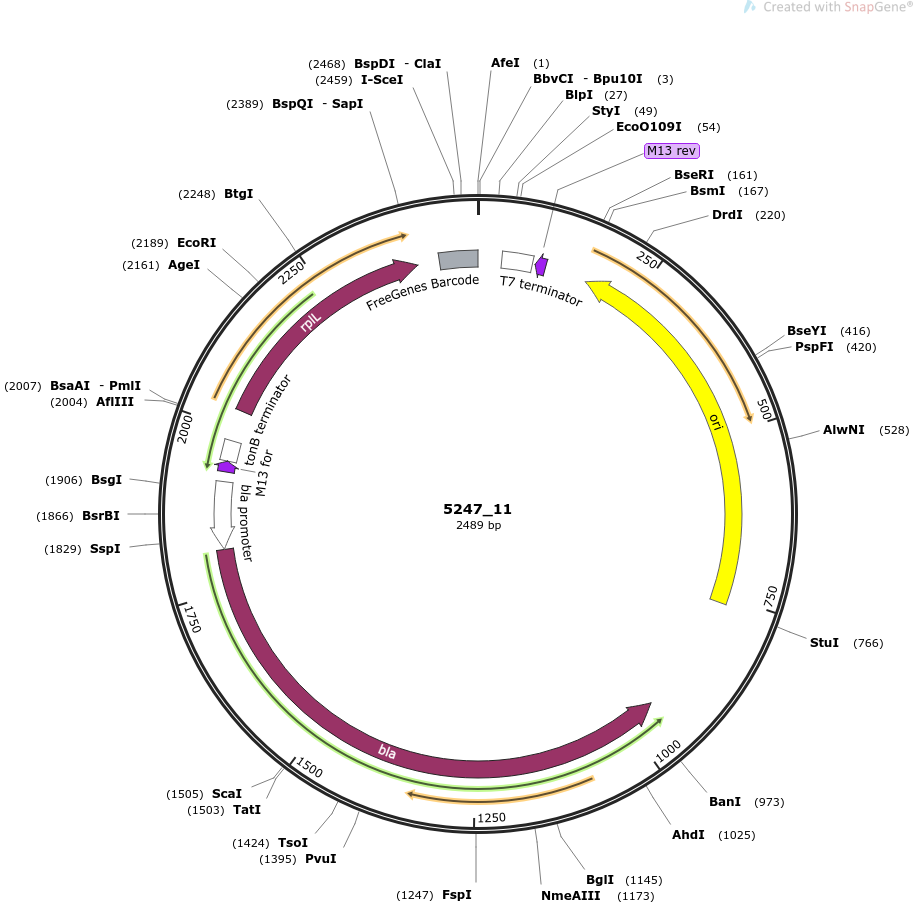 Created with SnapGene®
(2468) BspDI - ClaI
(2459) I-SceI
(2389) BspQI - SapI
(2248) BtgI
(2189) EcoRI
(2161) AgeI
(2007) BsaAI - PmlI
(2004) AflIII
(1906) BsgI
(1866) BsrBI
(1829) SspI
(1505) ScaI
(1503) TatI
(1424) TsoI
(1395) PvuI
(1247) FspI
AfeI (1)
BbvCI - Bpu10I (3)
BlpI (27)
StyI (49)
EcoO109I (54)
M13 rev
BseRI (161)
BsmI (167)
DrdI (220)
BseYI (416)
PspFI (420)
AlwNI (528)
StuI (766)
BanI (973)
AhdI (1025)
BglI (1145)
NmeAIII (1173)
250
500
750
1000
1250
1500
1750
2000
2250
FreeGenes Barcode
T7 terminator
ori
rplL
tonB terminator
M13 for
bla promoter
bla
5247_11
2489 bp